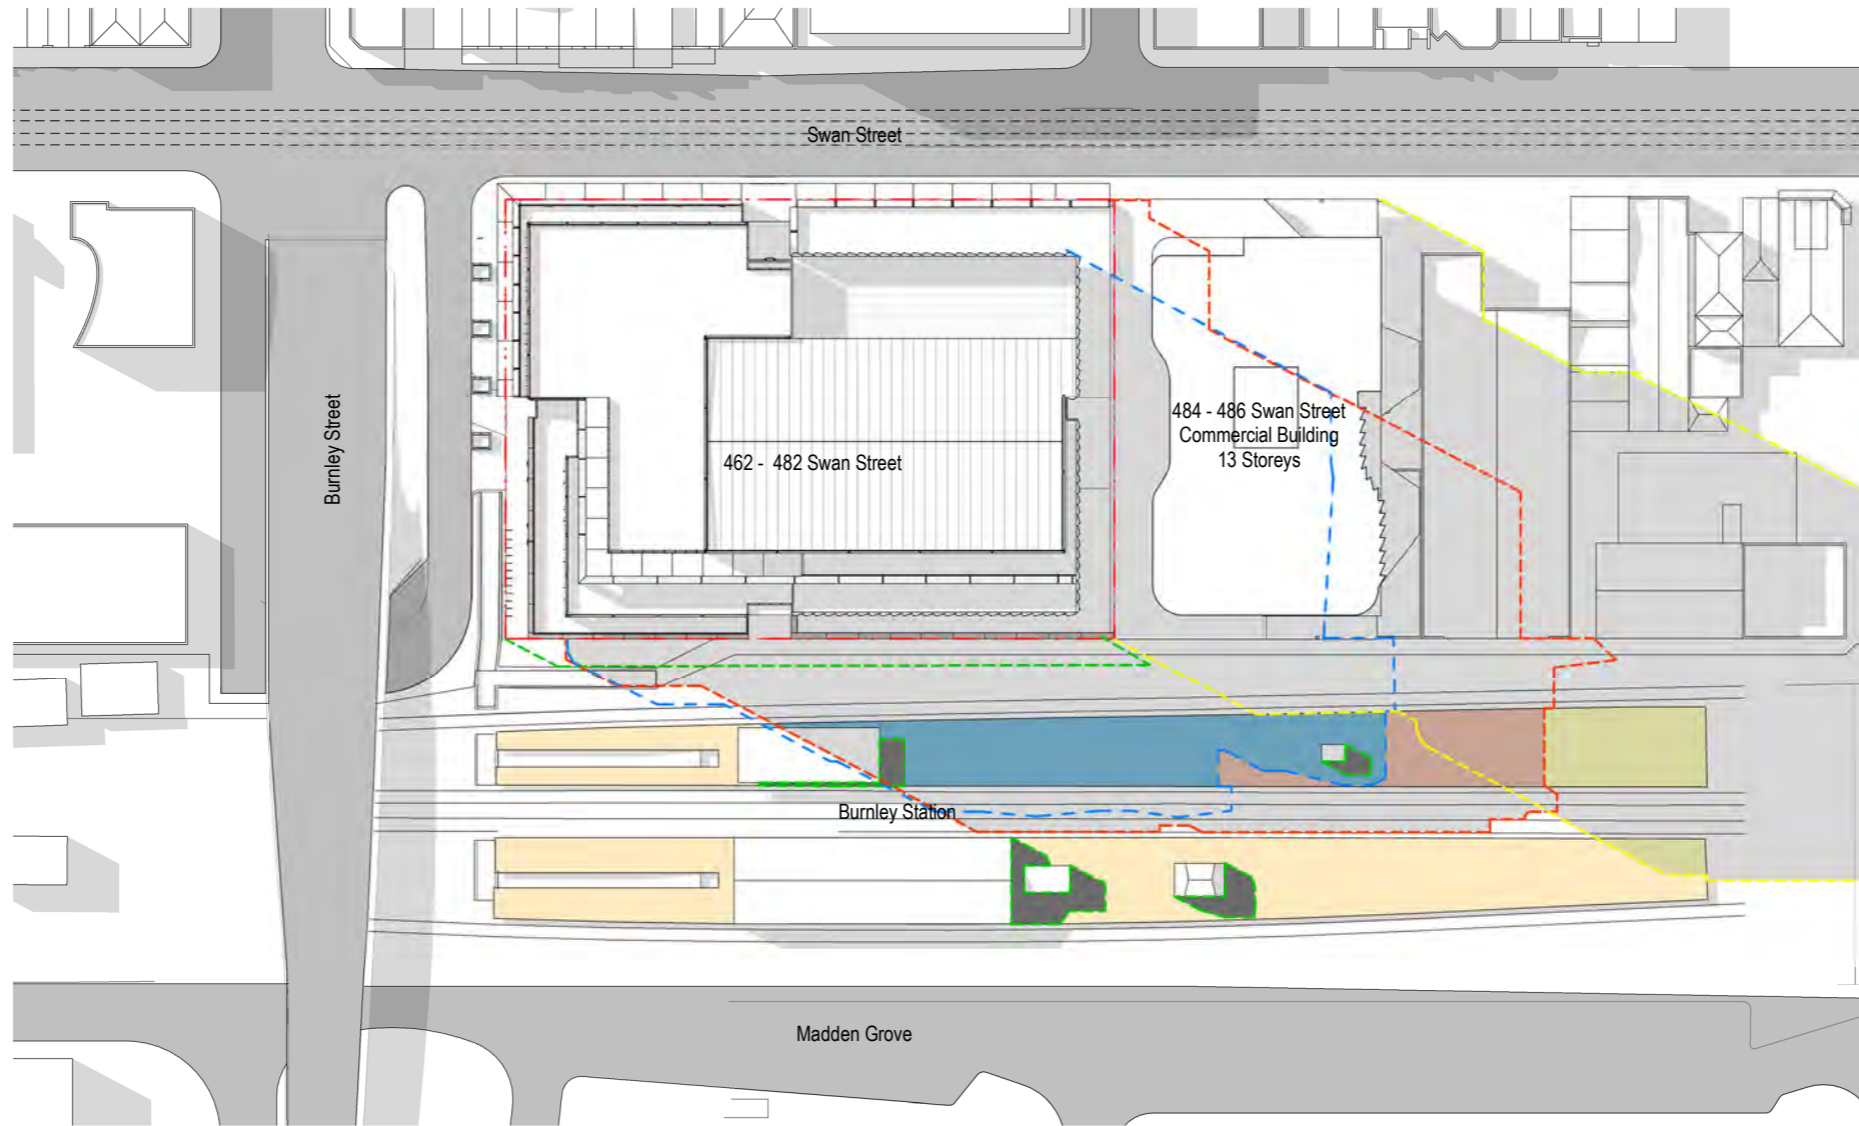 Swan Street
Burnley Street
462 - 482 Swan Street
484 - 486 Swan Street
Commercial Building
13 Storeys
Burnley Station
Madden Grove